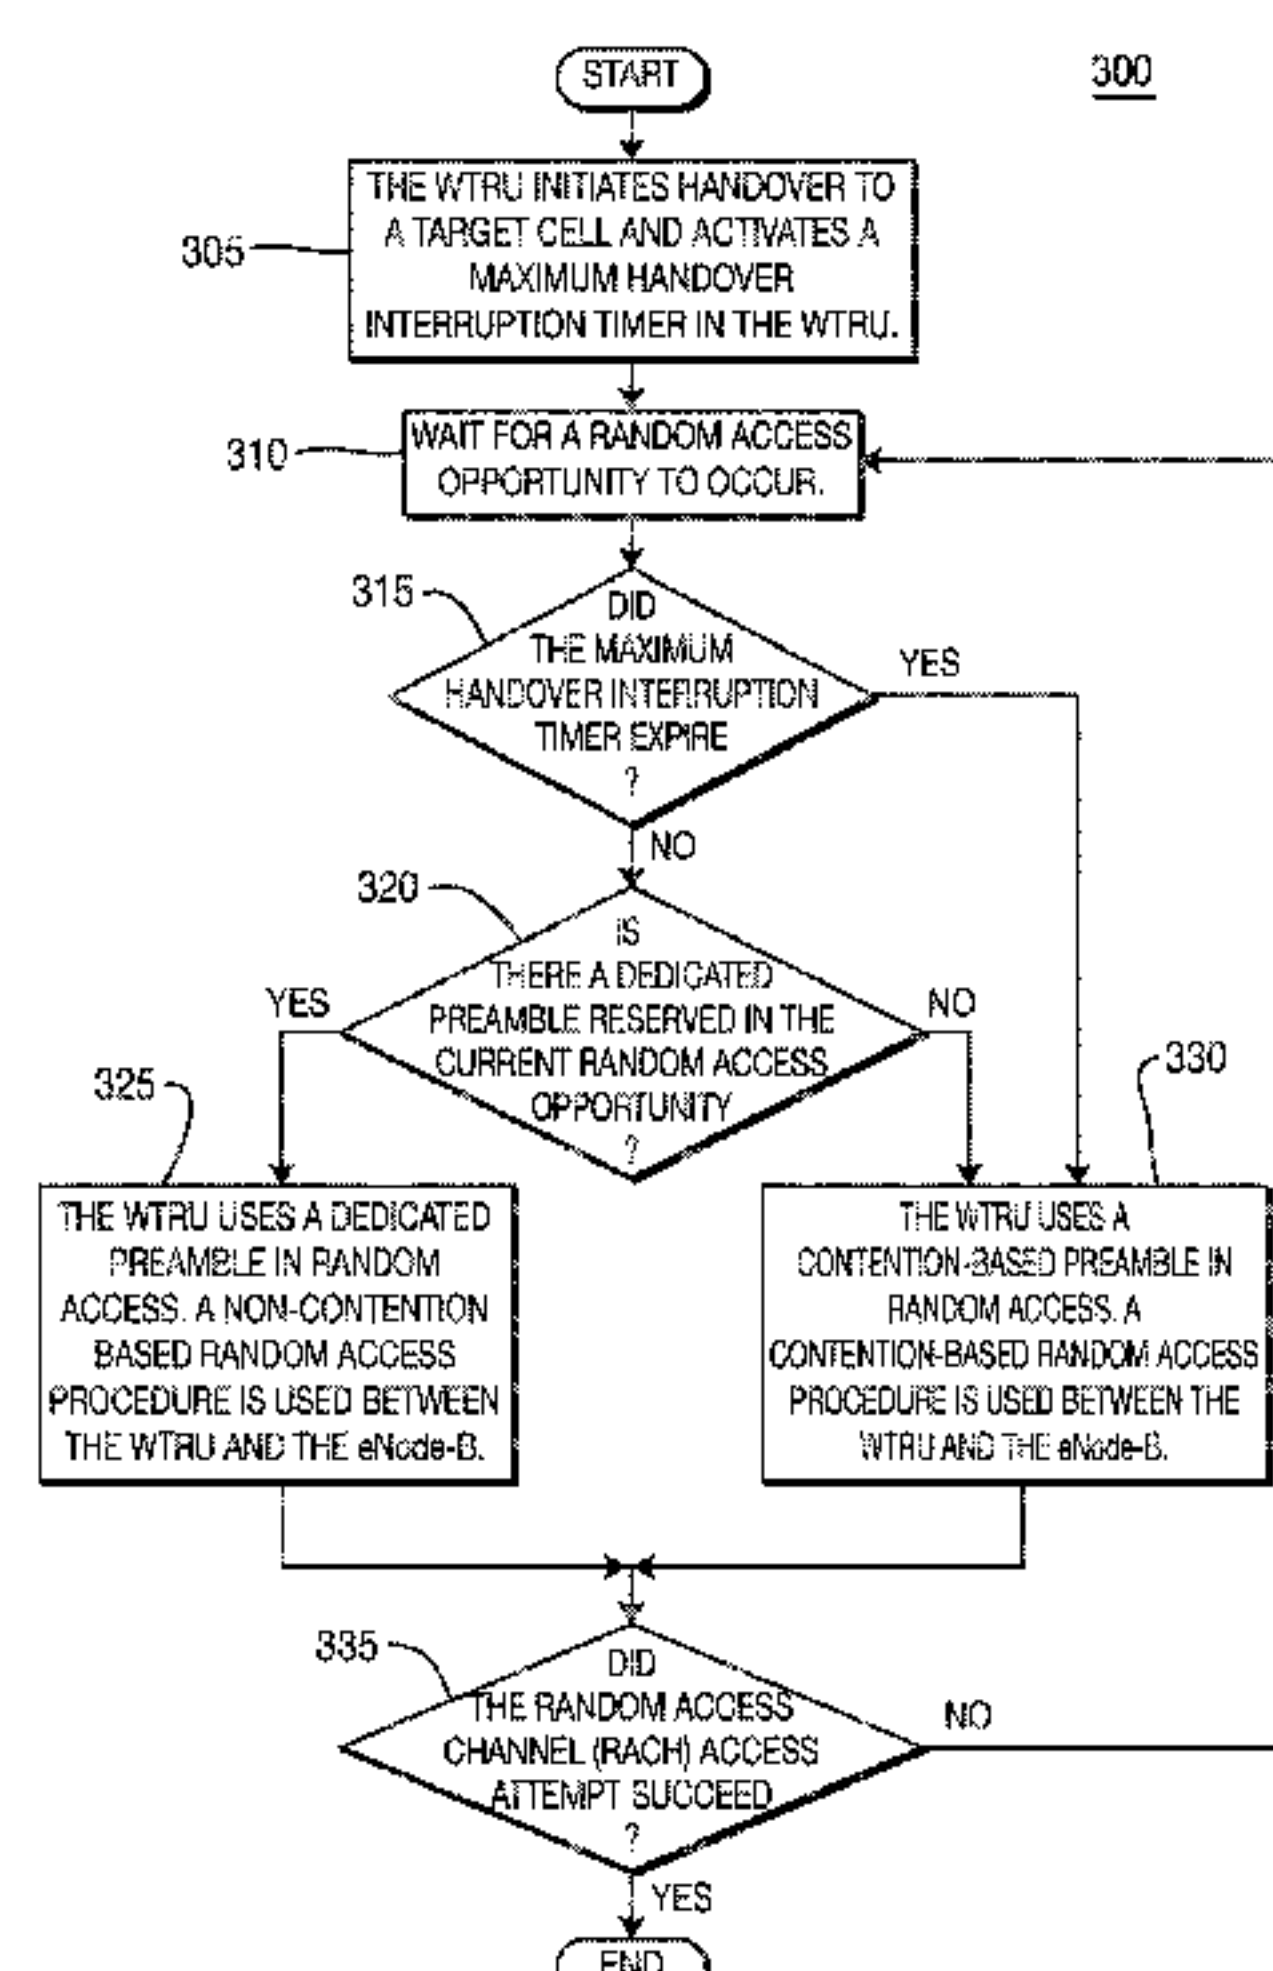 START
300
305
THE WTRU INITIATES HANDOVER TO
A TARGET CELL AND ACTIVATES A
MAXIMUM HANDOVER
INTERRUPTION TIMER IN THE WTRU.
310
WAIT FOR A RANDOM ACCESS
OPPORTUNITY TO OCCUR.
315
DID
THE MAXIMUM
HANDOVER INTERRUPTION
TIMER EXPIRE
?
YES
NO
320
IS
THERE A DEDICATED
PREAMBLE RESERVED IN THE
CURRENT RANDOM ACCESS
OPPORTUNITY
?
YES
NO
325
THE WTRU USES A DEDICATED
PREAMBLE IN RANDOM
ACCESS. A NON-CONTENTION
BASED RANDOM ACCESS
PROCEDURE IS USED BETWEEN
THE WTRU AND THE eNode-B.
330
THE WTRU USES A
CONTENTION-BASED PREAMBLE IN
RANDOM ACCESS. A
CONTENTION-BASED RANDOM ACCESS
PROCEDURE IS USED BETWEEN THE
WTRU AND THE eNode-B.
335
DID
THE RANDOM ACCESS
CHANNEL (RACH) ACCESS
ATTEMPT SUCCEED
?
NO
YES
END